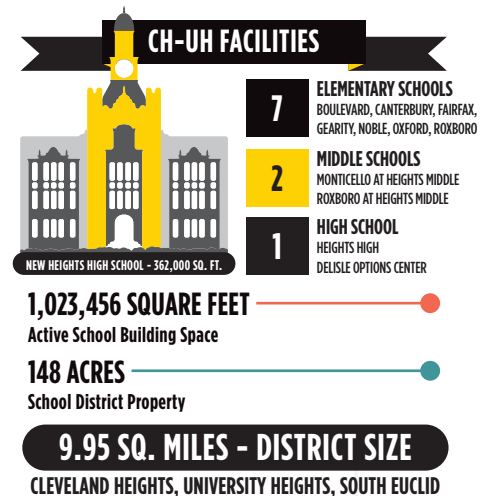 CH-UH FACILITIES
7
ELEMENTARY SCHOOLS
BOULEVARD, CANTERBURY, FAIRFAX,
GEARITY, NOBLE, OXFORD, ROXBORO
2
MIDDLE SCHOOLS
MONTICELLO AT HEIGHTS MIDDLE
ROXBORO AT HEIGHTS MIDDLE
1
HIGH SCHOOL
HEIGHTS HIGH
DELISLE OPTIONS CENTER
NEW HEIGHTS HIGH SCHOOL - 362,000 SQ. FT.
1,023,456 SQUARE FEET
Active School Building Space
148 ACRES
School District Property
9.95 SQ. MILES - DISTRICT SIZE
CLEVELAND HEIGHTS, UNIVERSITY HEIGHTS, SOUTH EUCLID